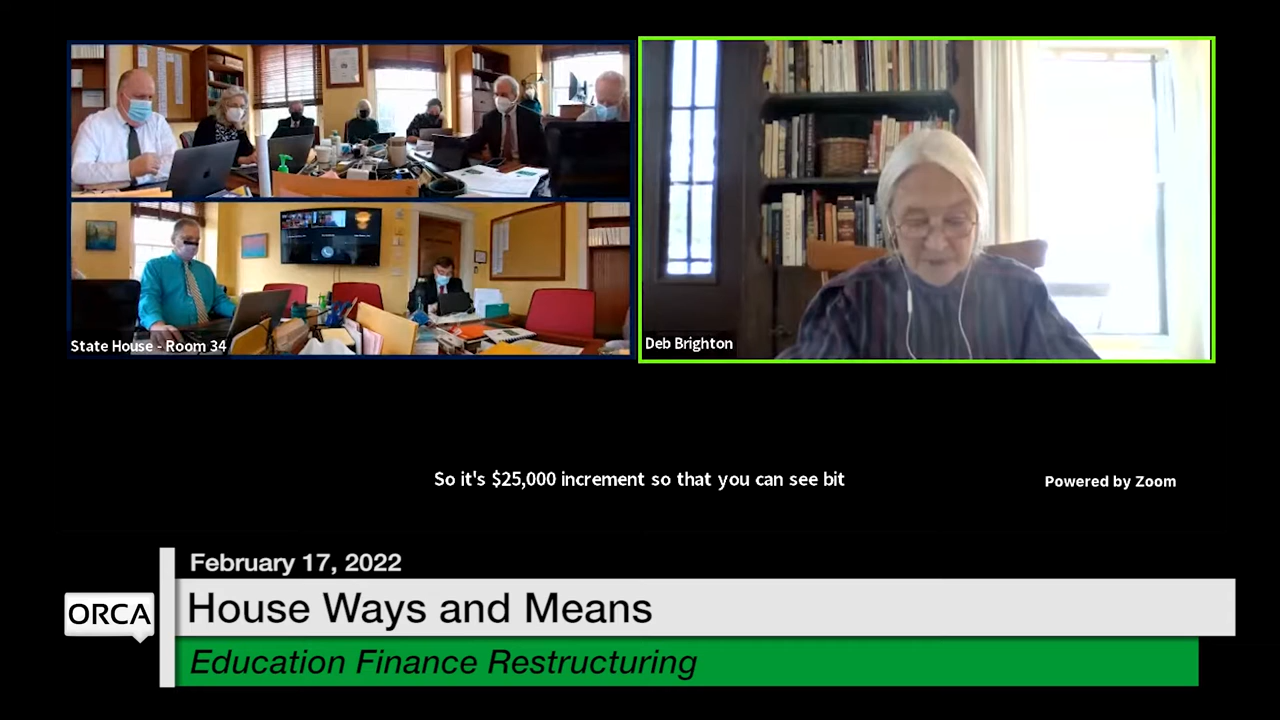 State House - Room 34
Deb Brighton
So it's $25,000 increment so that you can see bit
Powered by Zoom
February 17, 2022
ORCA
House Ways and Means
Education Finance Restructuring